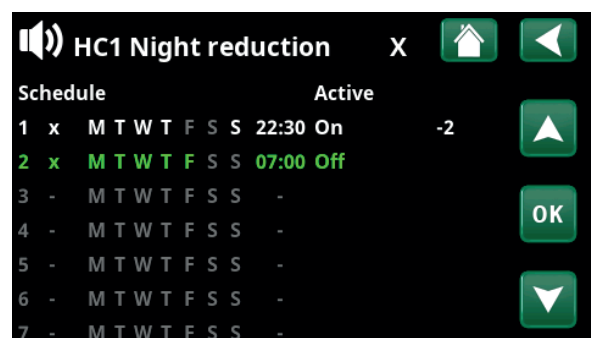 HC1 Night reduction X
Schedule Active
1 x M T W T F S S 22:30 On -2
2 x M T W T F S S 07:00 Off
3 - M T W T F S S -
4 - M T W T F S S -
OK
5 - M T W T F S S -
6 - M T W T F S S -
7 - M T W T F S S -